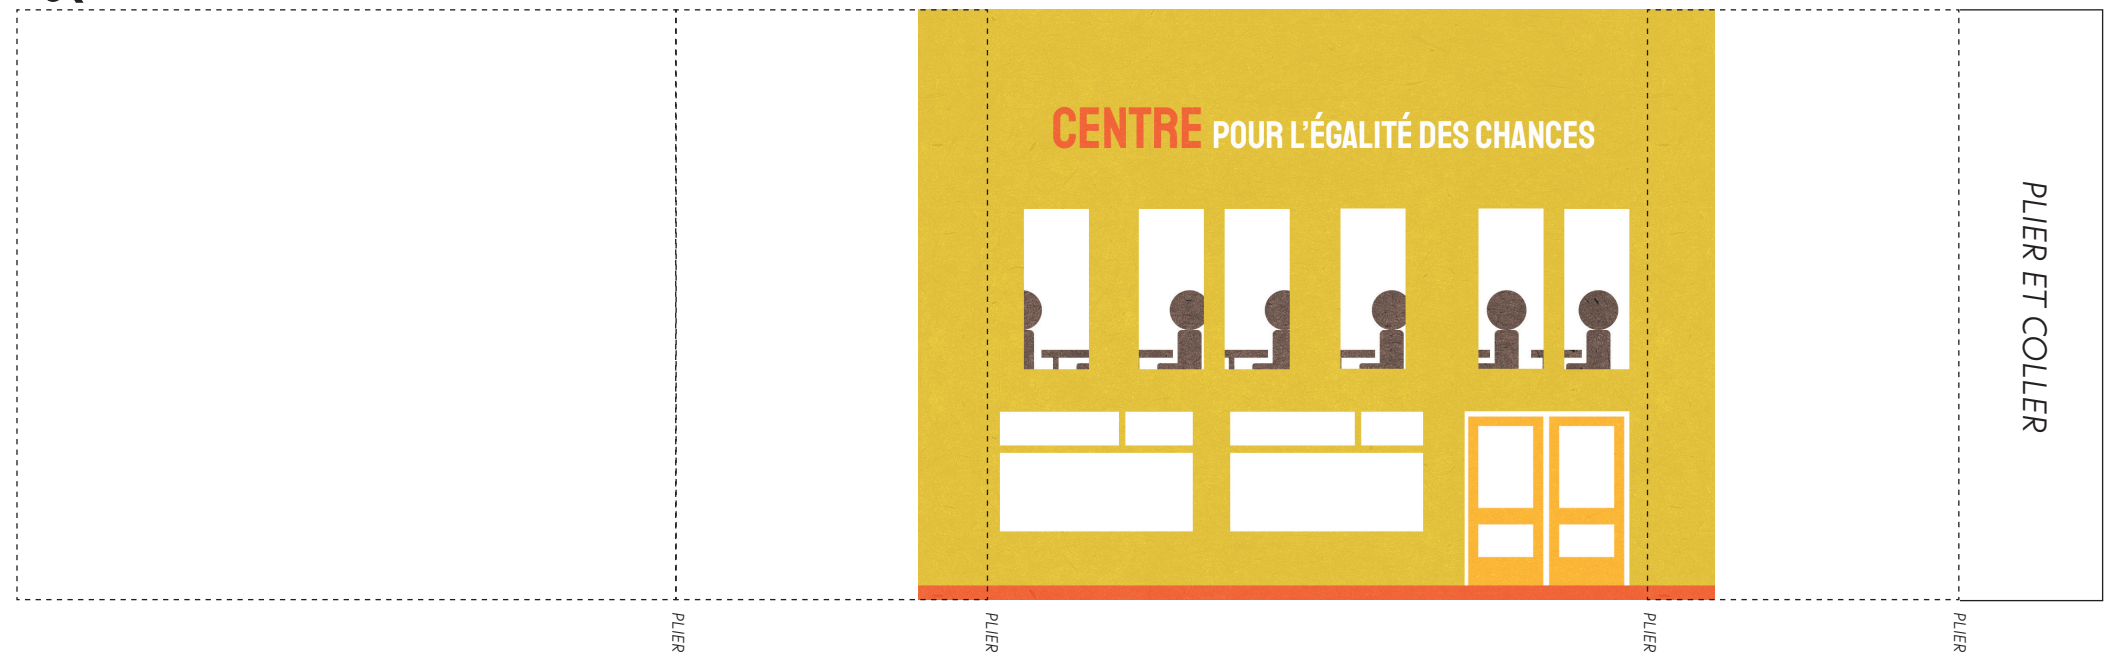 CENTRE POUR L'ÉGALITÉ DES CHANCES
PLIER ET COLLER
PLIER
PLIER
PLIER
PLIER